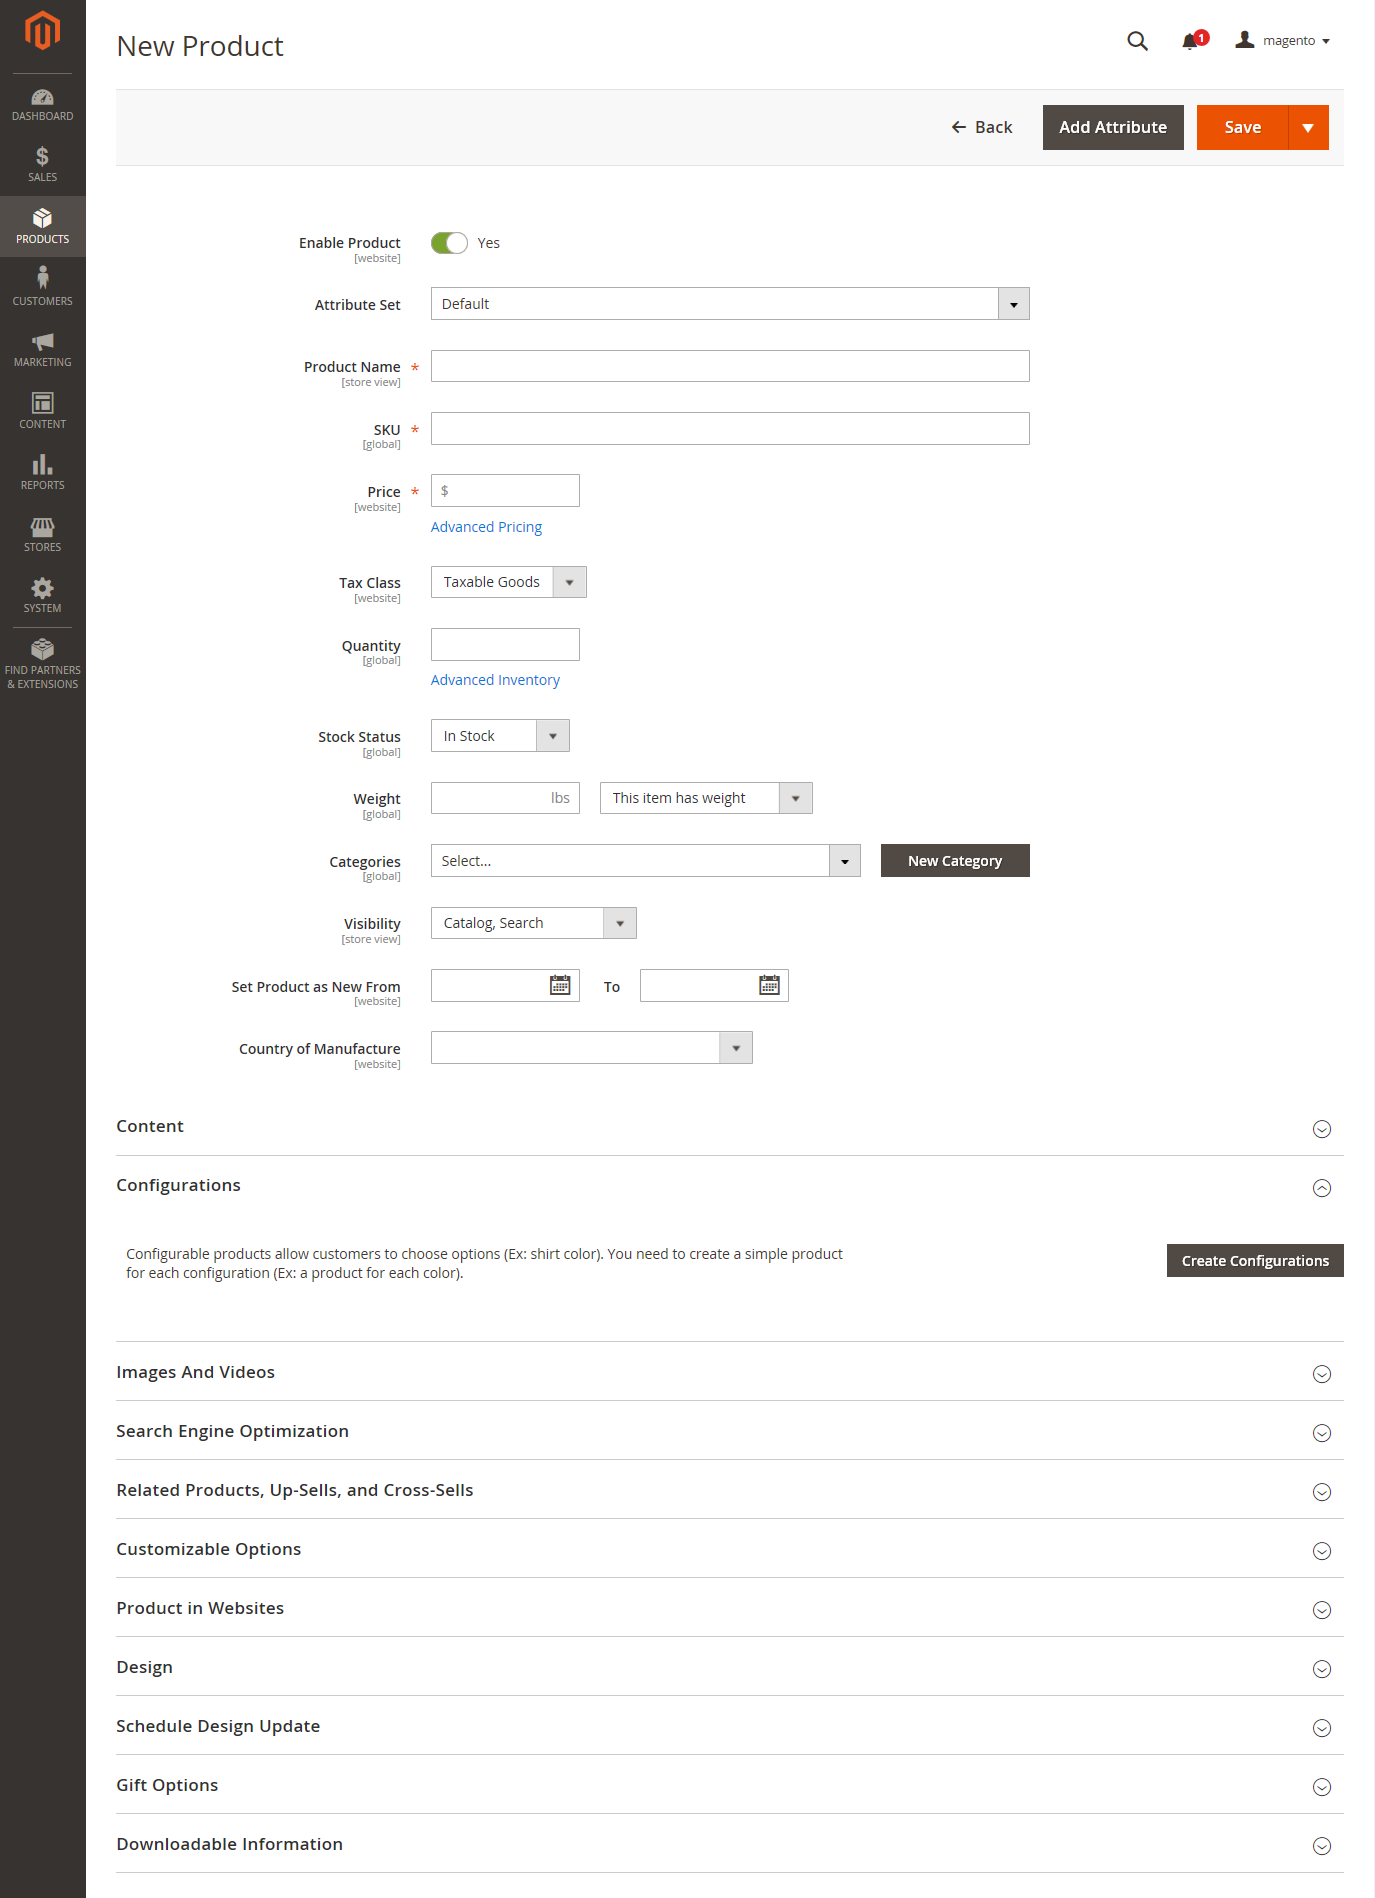 New Product
1
magento
DASHBOARD
SALES
PRODUCTS
CUSTOMERS
MARKETING
CONTENT
REPORTS
STORES
SYSTEM
FIND PARTNERS
& EXTENSIONS
Back
Add Attribute
Save
Enable Product
[website]
Yes
Attribute Set
Default
Product Name *
[store view]
SKU *
[global]
Price *
[website]
$
Advanced Pricing
Tax Class
[website]
Taxable Goods
Quantity
[global]
Advanced Inventory
Stock Status
[global]
In Stock
Weight
[global]
lbs
This item has weight
Categories
[global]
Select...
New Category
Visibility
[store view]
Catalog, Search
Set Product as New From
[website]
To
Country of Manufacture
[website]
Content
Configurations
Configurable products allow customers to choose options (Ex: shirt color). You need to create a simple product
for each configuration (Ex: a product for each color).
Create Configurations
Images And Videos
Search Engine Optimization
Related Products, Up-Sells, and Cross-Sells
Customizable Options
Product in Websites
Design
Schedule Design Update
Gift Options
Downloadable Information